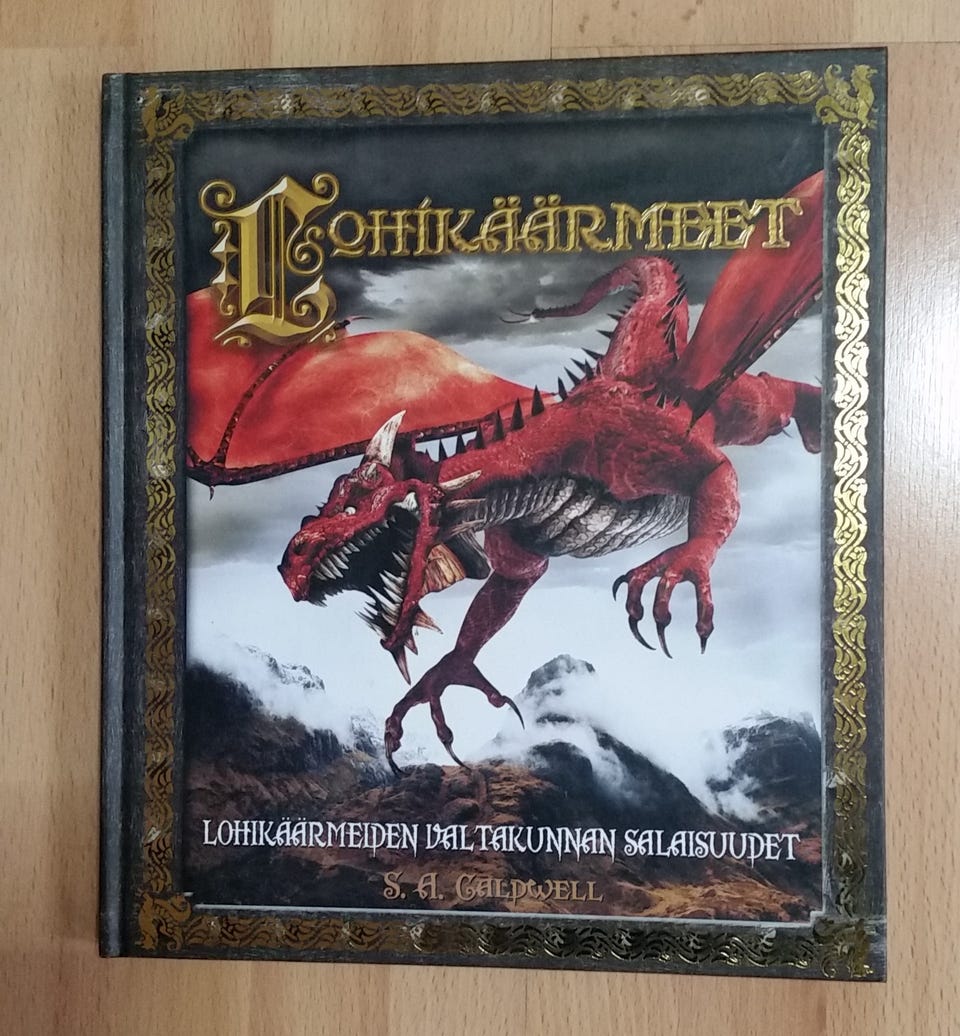 LOHIKÄÄRMEET
LOHIKÄÄRMEIDEN VALTAKUNNAN SALAISUUDET
S. A. CALDWELL